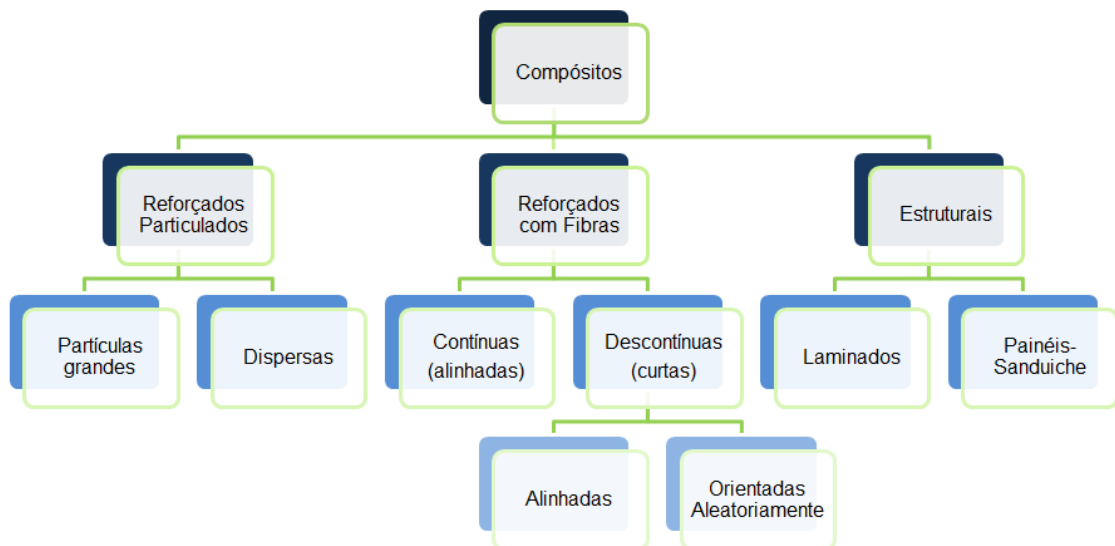 Compósitos
Reforçados
Particulados
Reforçados
com Fibras
Estruturais
Partículas
grandes
Dispersas
Contínuas
(alinhadas)
Descontínuas
(curtas)
Laminados
Painéis-
Sanduiche
Alinhadas
Orientadas
Aleatoriamente